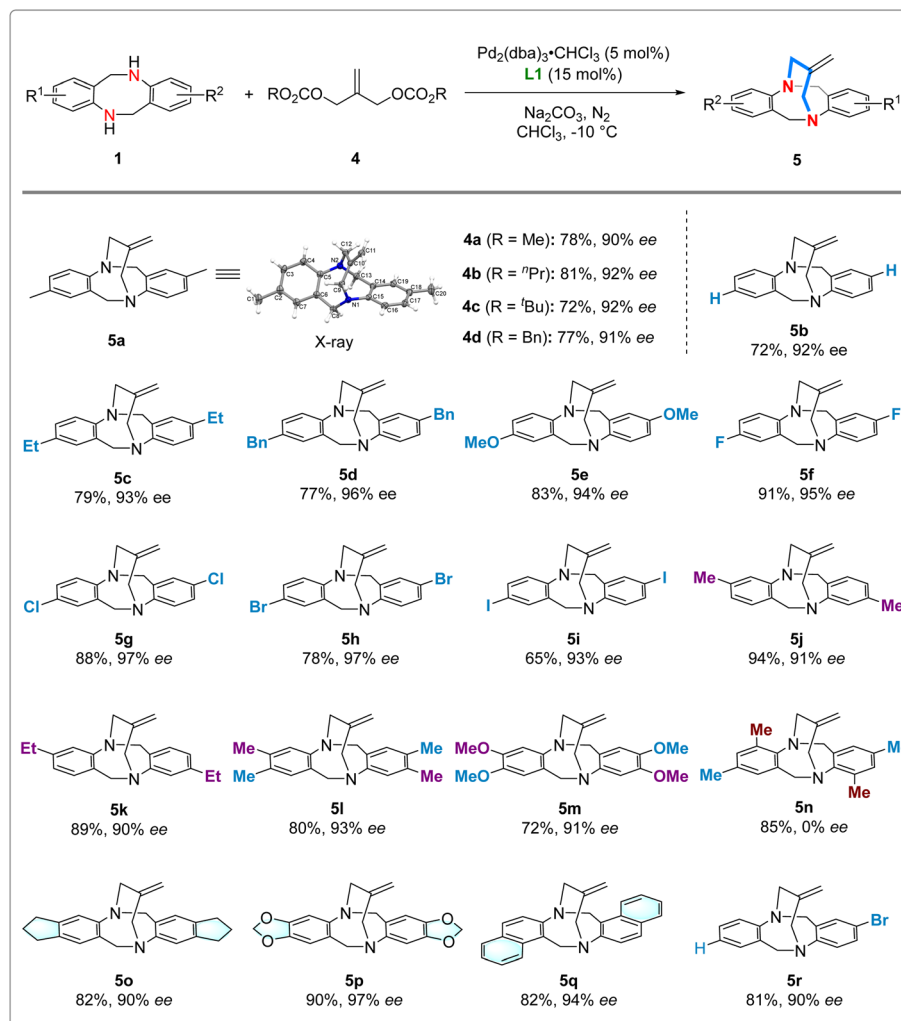 H
N
R¹
R²
N
H
1
+
RO₂CO
OCO₂R
4
Pd₂(dba)₃•CHCl₃ (5 mol%)
L1 (15 mol%)
Na₂CO₃, N₂
CHCl₃, -10 °C
N
R²
R¹
N
5
N
N
5a
X-ray
4a (R = Me): 78%, 90% ee
4b (R = ⁿPr): 81%, 92% ee
4c (R = ᵗBu): 72%, 92% ee
4d (R = Bn): 77%, 91% ee
N
H
H
N
5b
72%, 92% ee
N
Et
Et
N
5c
79%, 93% ee
N
Bn
Bn
N
5d
77%, 96% ee
N
OMe
MeO
N
5e
83%, 94% ee
N
F
F
N
5f
91%, 95% ee
N
Cl
Cl
N
5g
88%, 97% ee
N
Br
Br
N
5h
78%, 97% ee
N
I
I
N
5i
65%, 93% ee
Me
N
N
Me
5j
94%, 91% ee
Et
N
N
Et
5k
89%, 90% ee
Me
N
Me
Me
N
Me
5l
80%, 93% ee
MeO
N
OMe
MeO
N
OMe
5m
72%, 91% ee
Me
N
M
Me
N
Me
5n
85%, 0% ee
N
N
5o
82%, 90% ee
O
N
O
O
N
O
5p
90%, 97% ee
N
N
5q
82%, 94% ee
N
Br
H
N
5r
81%, 90% ee